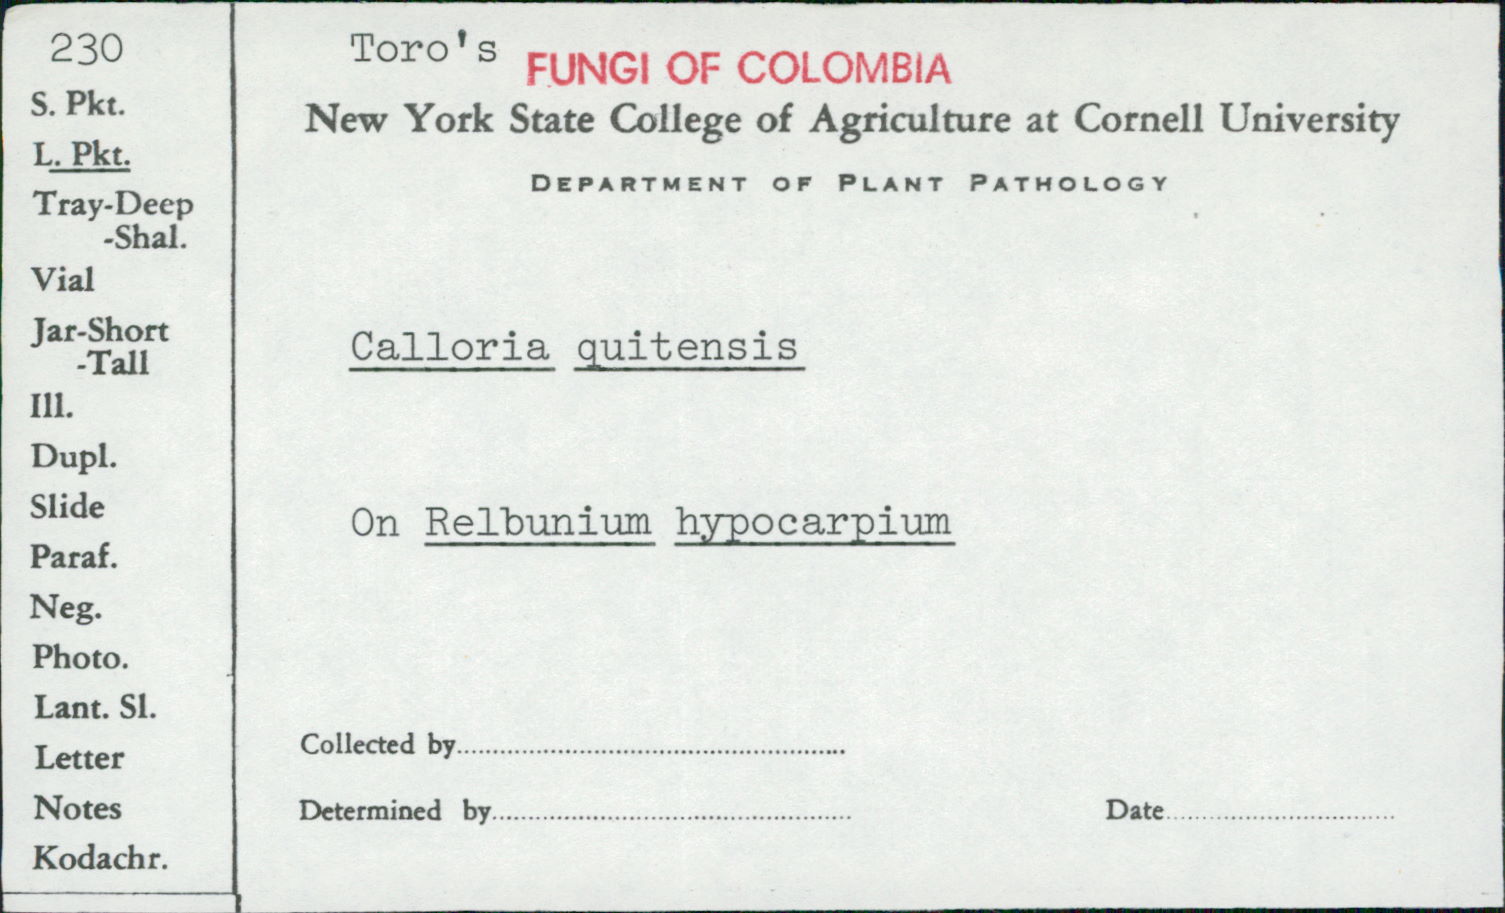 230
S. Pkt.
L. Pkt.
Tray-Deep
-Shal.
Vial
Jar-Short
-Tall
Ill.
Dupl.
Slide
Paraf.
Neg.
Photo.
Lant. Sl.
Letter
Notes
Kodachr.
Toro's FUNGI OF COLOMBIA
New York State College of Agriculture at Cornell University
DEPARTMENT OF PLANT PATHOLOGY
Calloria quitensis
On Relbunium hypocarpium
Collected by
Determined by Date